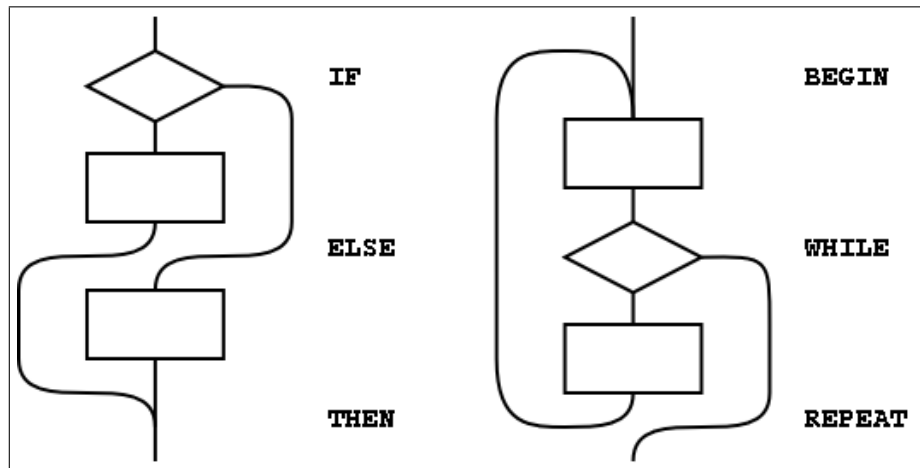 IF
ELSE
THEN
BEGIN
WHILE
REPEAT